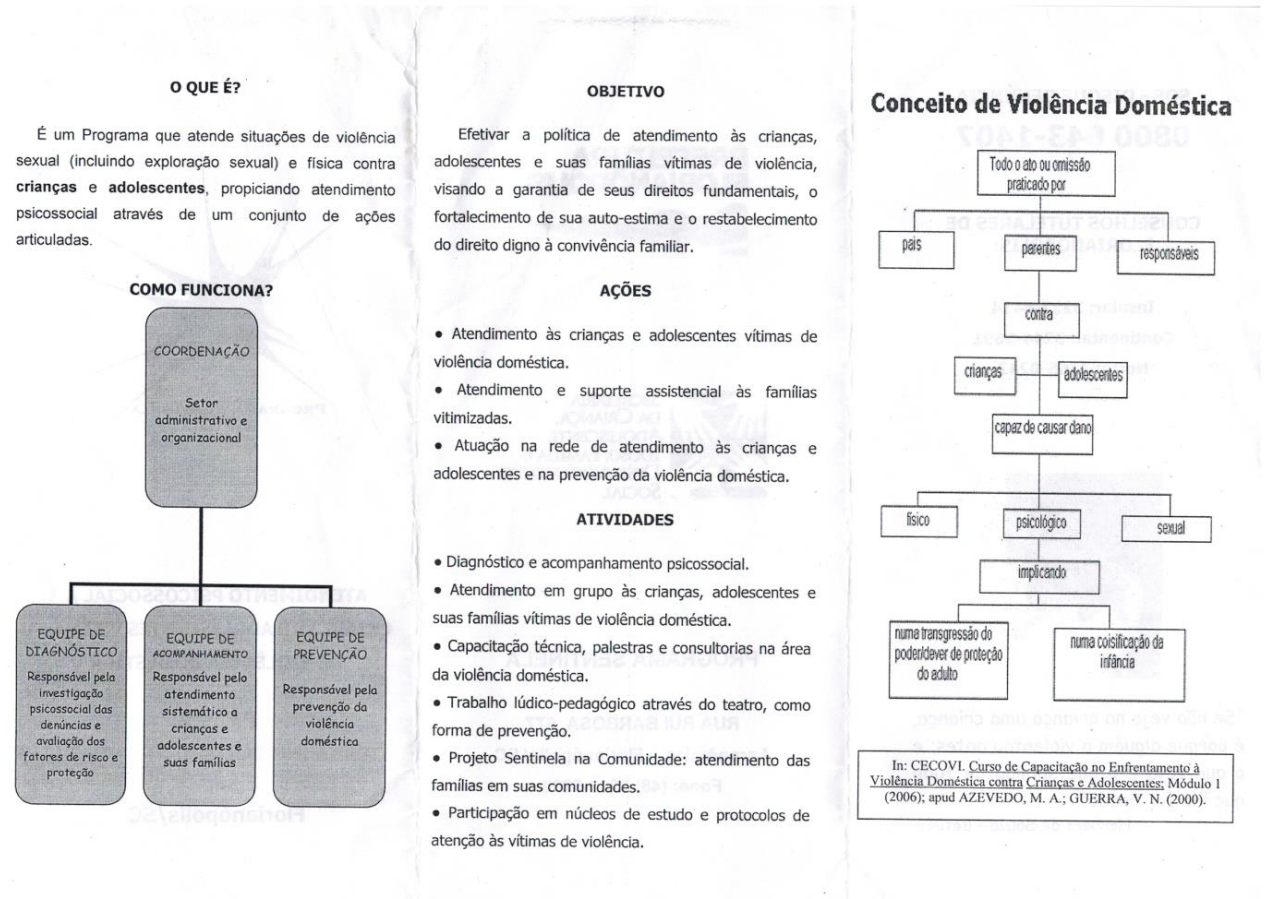 O QUE É?
É um Programa que atende situações de violência
sexual (incluindo exploração sexual) e física contra
crianças e adolescentes, propiciando atendimento
psicossocial através de um conjunto de ações
articuladas.
COMO FUNCIONA?
COORDENAÇÃO
Setor
administrativo e
organizacional
EQUIPE DE
DIAGNÓSTICO
Responsável pela
investigação
psicossocial das
denúncias e
avaliação dos
fatores de risco e
proteção
EQUIPE DE
ACOMPANHAMENTO
Responsável pelo
atendimento
sistemático a
crianças e
adolescentes e
suas famílias
EQUIPE DE
PREVENÇÃO
Responsável pela
prevenção da
violência
doméstica
OBJETIVO
Efetivar a política de atendimento às crianças,
adolescentes e suas famílias vítimas de violência,
visando a garantia de seus direitos fundamentais, o
fortalecimento de sua auto-estima e o restabelecimento
do direito digno à convivência familiar.
AÇÕES
• Atendimento às crianças e adolescentes vítimas de
violência doméstica.
• Atendimento e suporte assistencial às famílias
vitimizadas.
• Atuação na rede de atendimento às crianças e
adolescentes e na prevenção da violência doméstica.
ATIVIDADES
• Diagnóstico e acompanhamento psicossocial.
• Atendimento em grupo às crianças, adolescentes e
suas famílias vítimas de violência doméstica.
• Capacitação técnica, palestras e consultorias na área
da violência doméstica.
• Trabalho lúdico-pedagógico através do teatro, como
forma de prevenção.
• Projeto Sentinela na Comunidade: atendimento das
famílias em suas comunidades.
• Participação em núcleos de estudo e protocolos de
atenção às vítimas de violência.
Conceito de Violência Doméstica
Todo o ato ou omissão
praticado por
pais
parentes
responsáveis
contra
crianças
adolescentes
capaz de causar dano
físico
psicológico
sexual
implicando
numa transgressão do
poder/dever de proteção
do adulto
numa coisificação da
infância
In: CECOVI. Curso de Capacitação no Enfrentamento à
Violência Doméstica contra Crianças e Adolescentes: Módulo 1
(2006); apud AZEVEDO, M. A.; GUERRA, V. N. (2000).